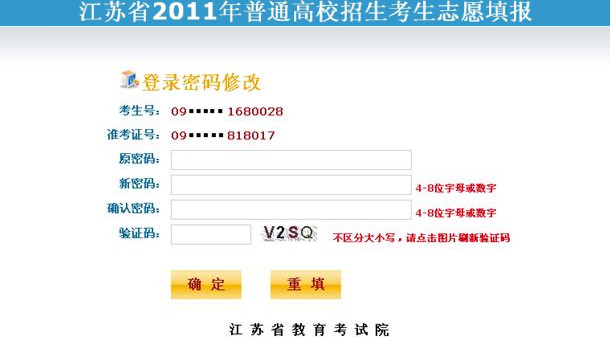 江苏省2011年普通高校招生考生志愿填报
登录密码修改
考生号： 09▪▪▪▪▪ 1680028
准考证号： 09▪▪▪▪▪ 818017
原密码：
新密码： 4-8位字母或数字
确认密码： 4-8位字母或数字
验证码： V2SQ 不区分大小写，请点击图片刷新验证码
确 定 重 填
江苏省教育考试院